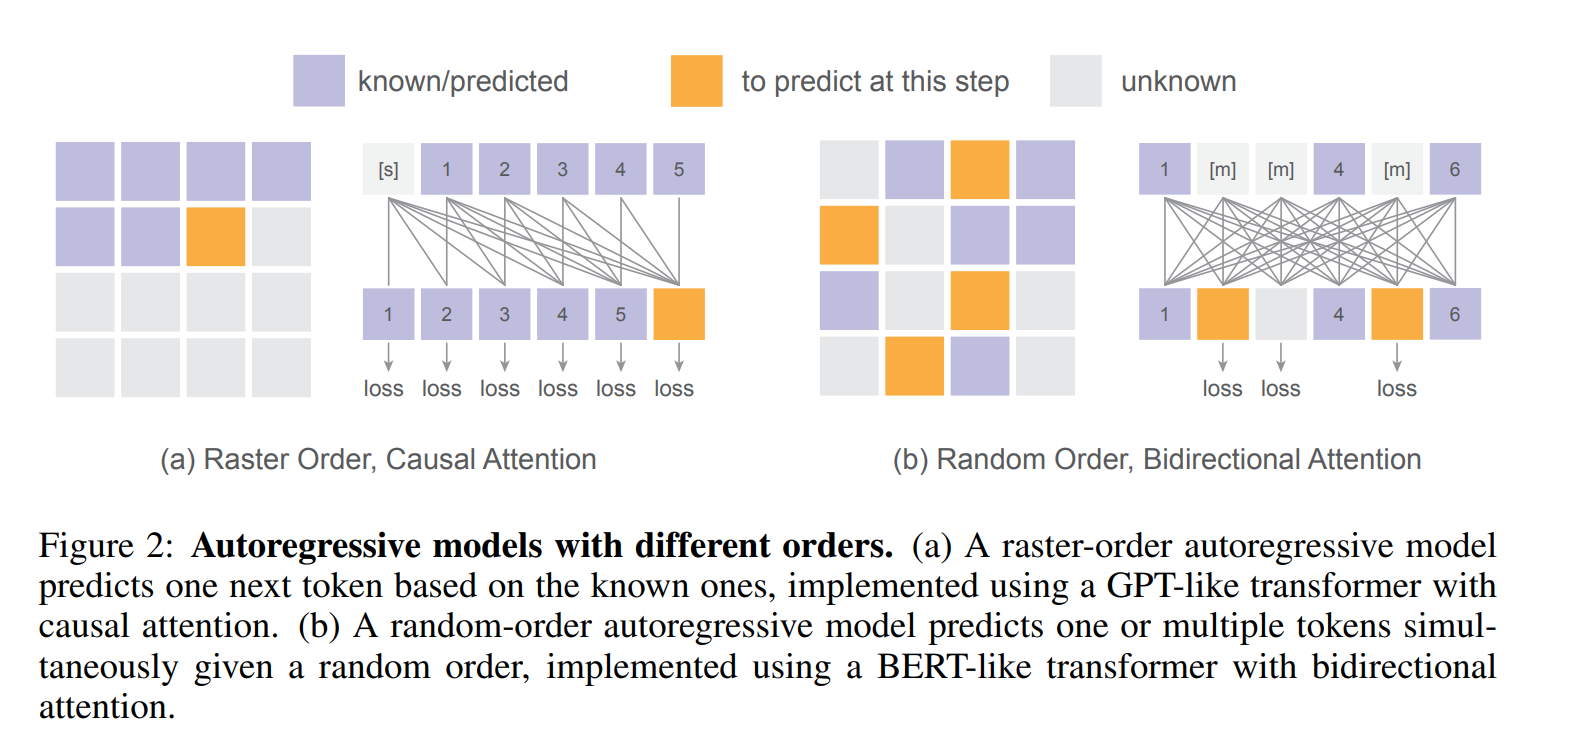 known/predicted to predict at this step unknown
[s] 1 2 3 4 5
1 2 3 4 5
loss loss loss loss loss loss
(a) Raster Order, Causal Attention
1 [m] [m] 4 [m] 6
1 4 6
loss loss loss
(b) Random Order, Bidirectional Attention
Figure 2: Autoregressive models with different orders. (a) A raster-order autoregressive model
predicts one next token based on the known ones, implemented using a GPT-like transformer with
causal attention. (b) A random-order autoregressive model predicts one or multiple tokens simul-
taneously given a random order, implemented using a BERT-like transformer with bidirectional
attention.